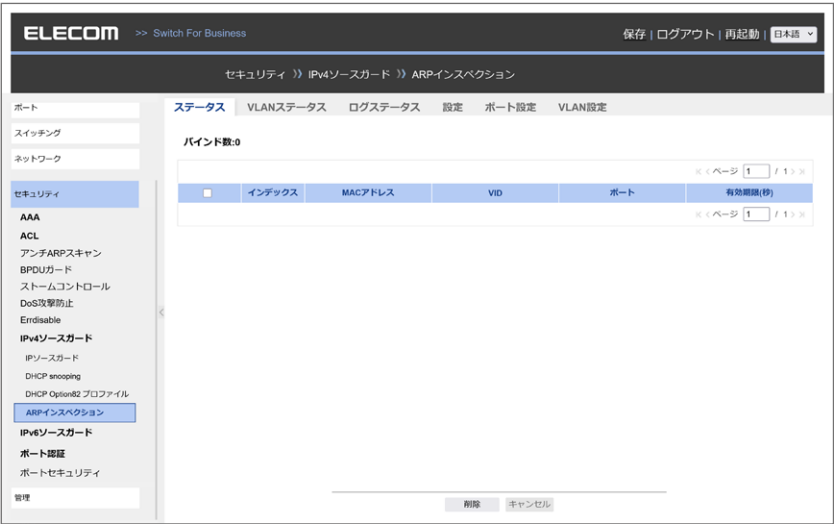 ELECOM >> Switch For Business 保存 | ログアウト | 再起動 | 日本語
セキュリティ 》 IPv4ソースガード 》 ARPインスペクション
ポート
スイッチング
ネットワーク
セキュリティ
AAA
ACL
アンチARPスキャン
BPDUガード
ストームコントロール
DoS攻撃防止
Errdisable
IPv4ソースガード
IPソースガード
DHCP snooping
DHCP Option82 プロファイル
ARPインスペクション
IPv6ソースガード
ポート認証
ポートセキュリティ
管理
ステータス VLANステータス ログステータス 設定 ポート設定 VLAN設定
バインド数:0
ページ 1 / 1
インデックス MACアドレス VID ポート 有効期限(秒)
ページ 1 / 1
削除 キャンセル